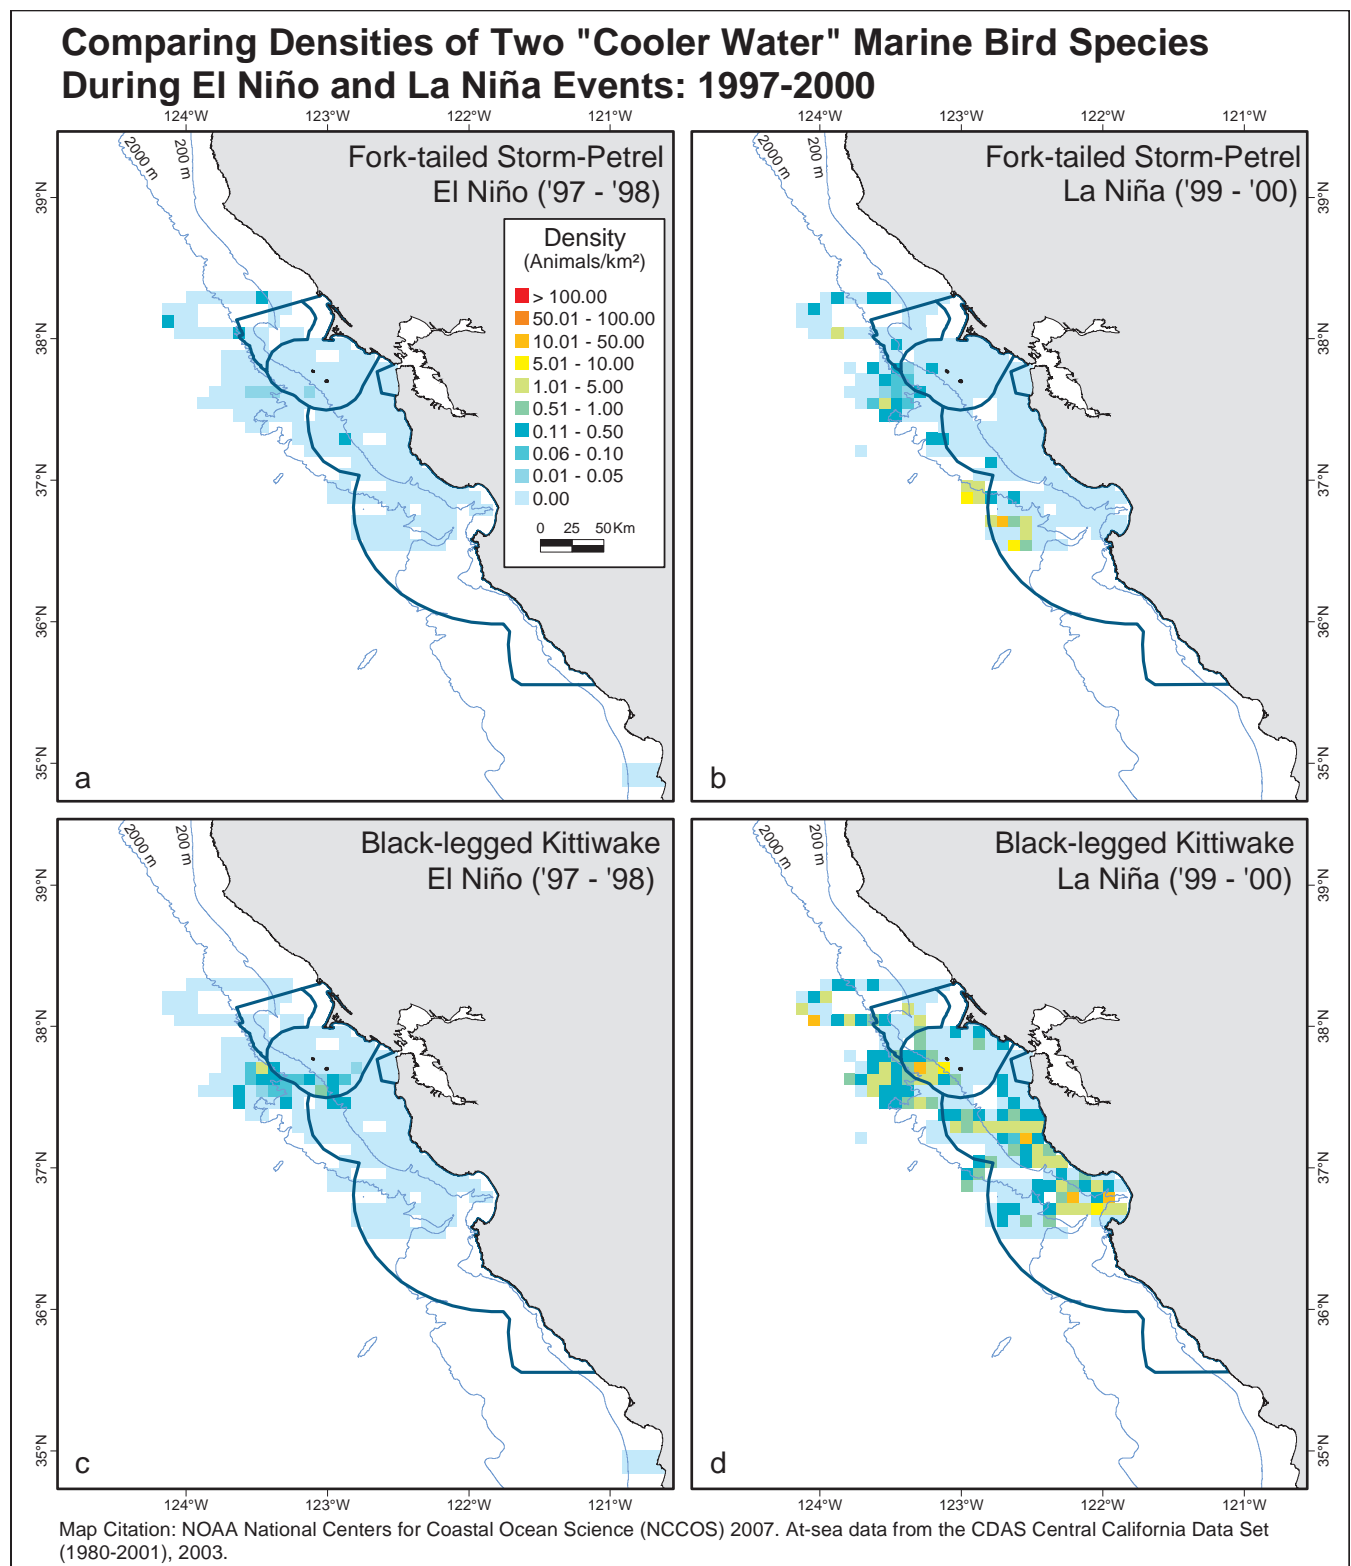 Comparing Densities of Two "Cooler Water" Marine Bird Species
During El Niño and La Niña Events: 1997-2000
124°W 123°W 122°W 121°W
124°W 123°W 122°W 121°W
2000 m
200 m
Fork-tailed Storm-Petrel
El Niño ('97 - '98)
Density
(Animals/km²)
> 100.00
50.01 - 100.00
10.01 - 50.00
5.01 - 10.00
1.01 - 5.00
0.51 - 1.00
0.11 - 0.50
0.06 - 0.10
0.01 - 0.05
0.00
0 25 50 Km
39°N
38°N
37°N
36°N
35°N
a
2000 m
200 m
Fork-tailed Storm-Petrel
La Niña ('99 - '00)
39°N
38°N
37°N
36°N
35°N
b
2000 m
200 m
Black-legged Kittiwake
El Niño ('97 - '98)
39°N
38°N
37°N
36°N
35°N
c
2000 m
200 m
Black-legged Kittiwake
La Niña ('99 - '00)
39°N
38°N
37°N
36°N
35°N
d
124°W 123°W 122°W 121°W
124°W 123°W 122°W 121°W
Map Citation: NOAA National Centers for Coastal Ocean Science (NCCOS) 2007. At-sea data from the CDAS Central California Data Set
(1980-2001), 2003.